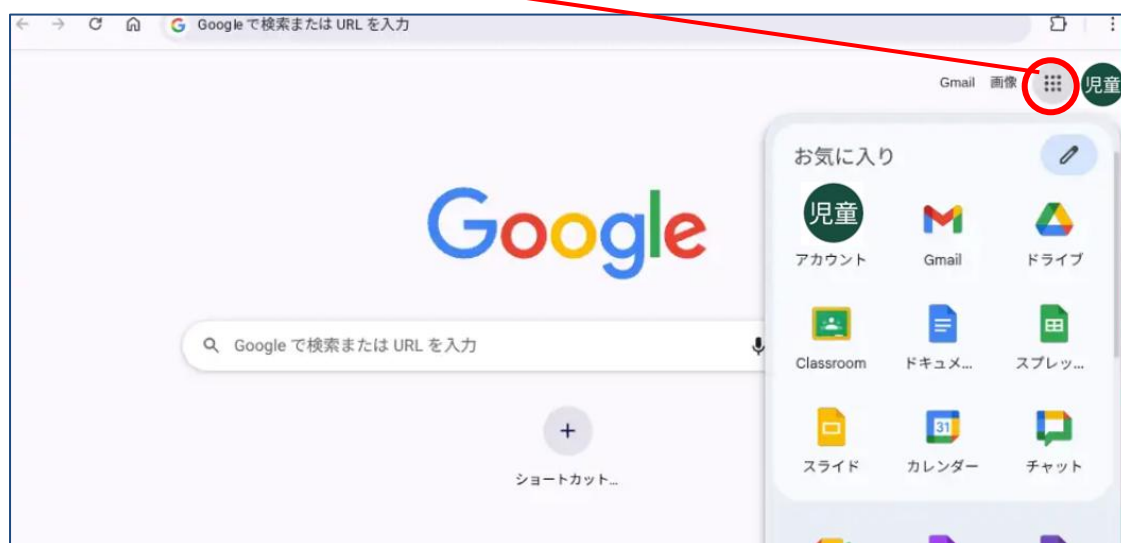 Google で検索または URL を入力
Gmail 画像 児童
お気に入り
Google
児童
アカウント Gmail ドライブ
Google で検索または URL を入力
Classroom ドキュメ... スプレッ...
31
スライド カレンダー チャット
ショートカット...